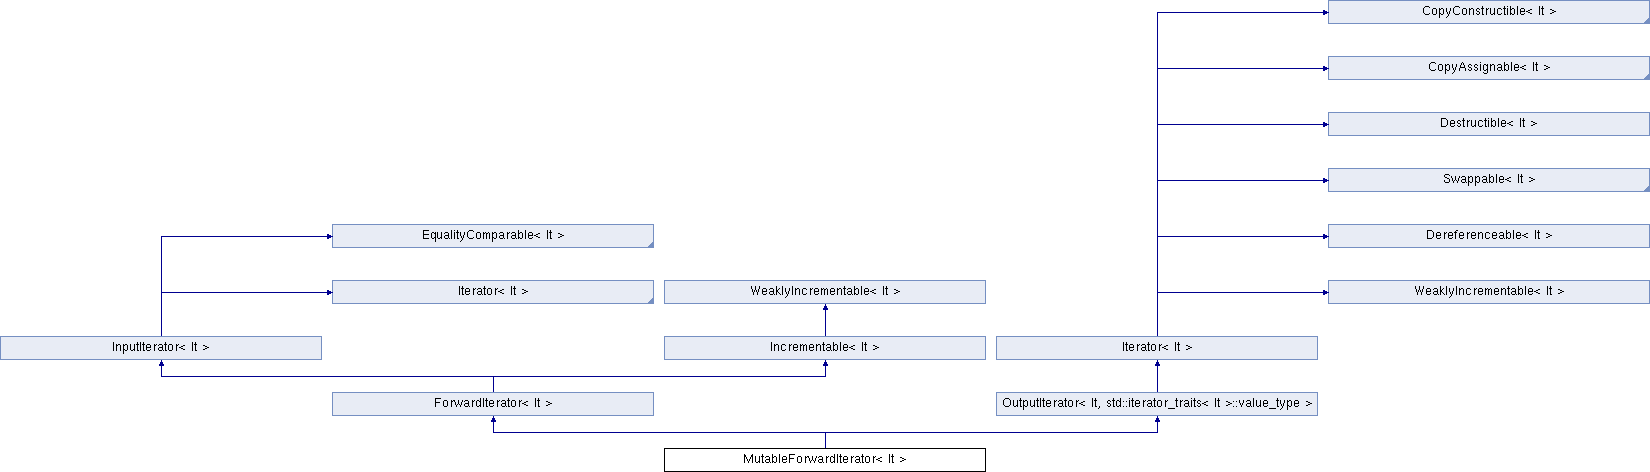 CopyConstructible< It >
CopyAssignable< It >
Destructible< It >
Swappable< It >
EqualityComparable< It >
Dereferenceable< It >
Iterator< It >
WeaklyIncrementable< It >
WeaklyIncrementable< It >
InputIterator< It >
Incrementable< It >
Iterator< It >
ForwardIterator< It >
OutputIterator< It, std::iterator_traits< It >::value_type >
MutableForwardIterator< It >